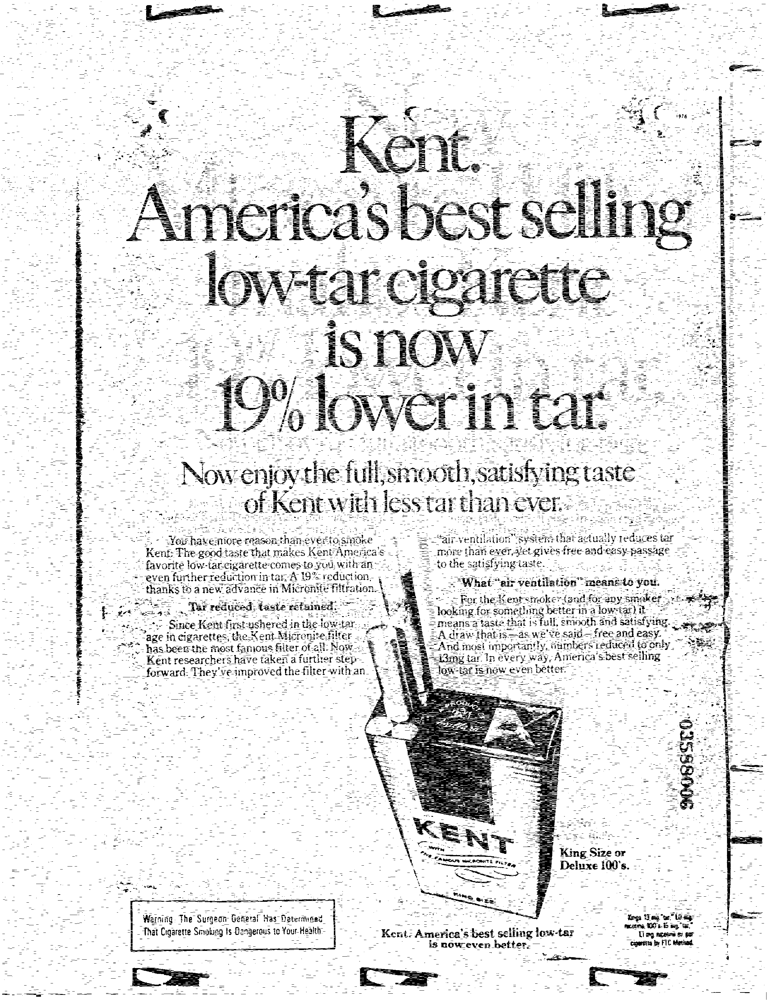 Kent.
America's best selling
low-tar cigarette
is now
19% lower in tar.
Now enjoy the full, smooth, satisfying taste
of Kent with less tar than ever.
You have more reason than ever to smoke
Kent: The good taste that makes Kent America's
favorite low-tar cigarette comes to you with an
even further reduction in tar. A 19% reduction,
thanks to a new advance in Micronite filtration.
Tar reduced, taste retained.
Since Kent first ushered in the low-tar
age in cigarettes, the Kent Micronite filter
has been the most famous filter of all. Now
Kent researchers have taken a further step
forward. They've improved the filter with an
"air ventilation" system that actually reduces tar
more than ever, yet gives free and easy passage
to the satisfying taste.
What "air ventilation" means to you.
For the Kent smoker (and for any smoker
looking for something better in a low-tar) it
means a taste that is full, smooth and satisfying.
A draw that is—as we've said—free and easy.
And most importantly, numbers reduced to only
13mg tar. In every way, America's best selling
low-tar is now even better.
A
KENT
WITH
THE FAMOUS MICRONITE FILTER
KING SIZE
King Size or
Deluxe 100's.
03588006
Warning: The Surgeon General Has Determined
That Cigarette Smoking Is Dangerous to Your Health
Kent. America's best selling low-tar
is now even better.
Kings 13 mg. "tar," 1.0 mg.
nicotine, 100's 15 mg. "tar,"
1.1 mg. nicotine av. per
cigarette by FTC Method.